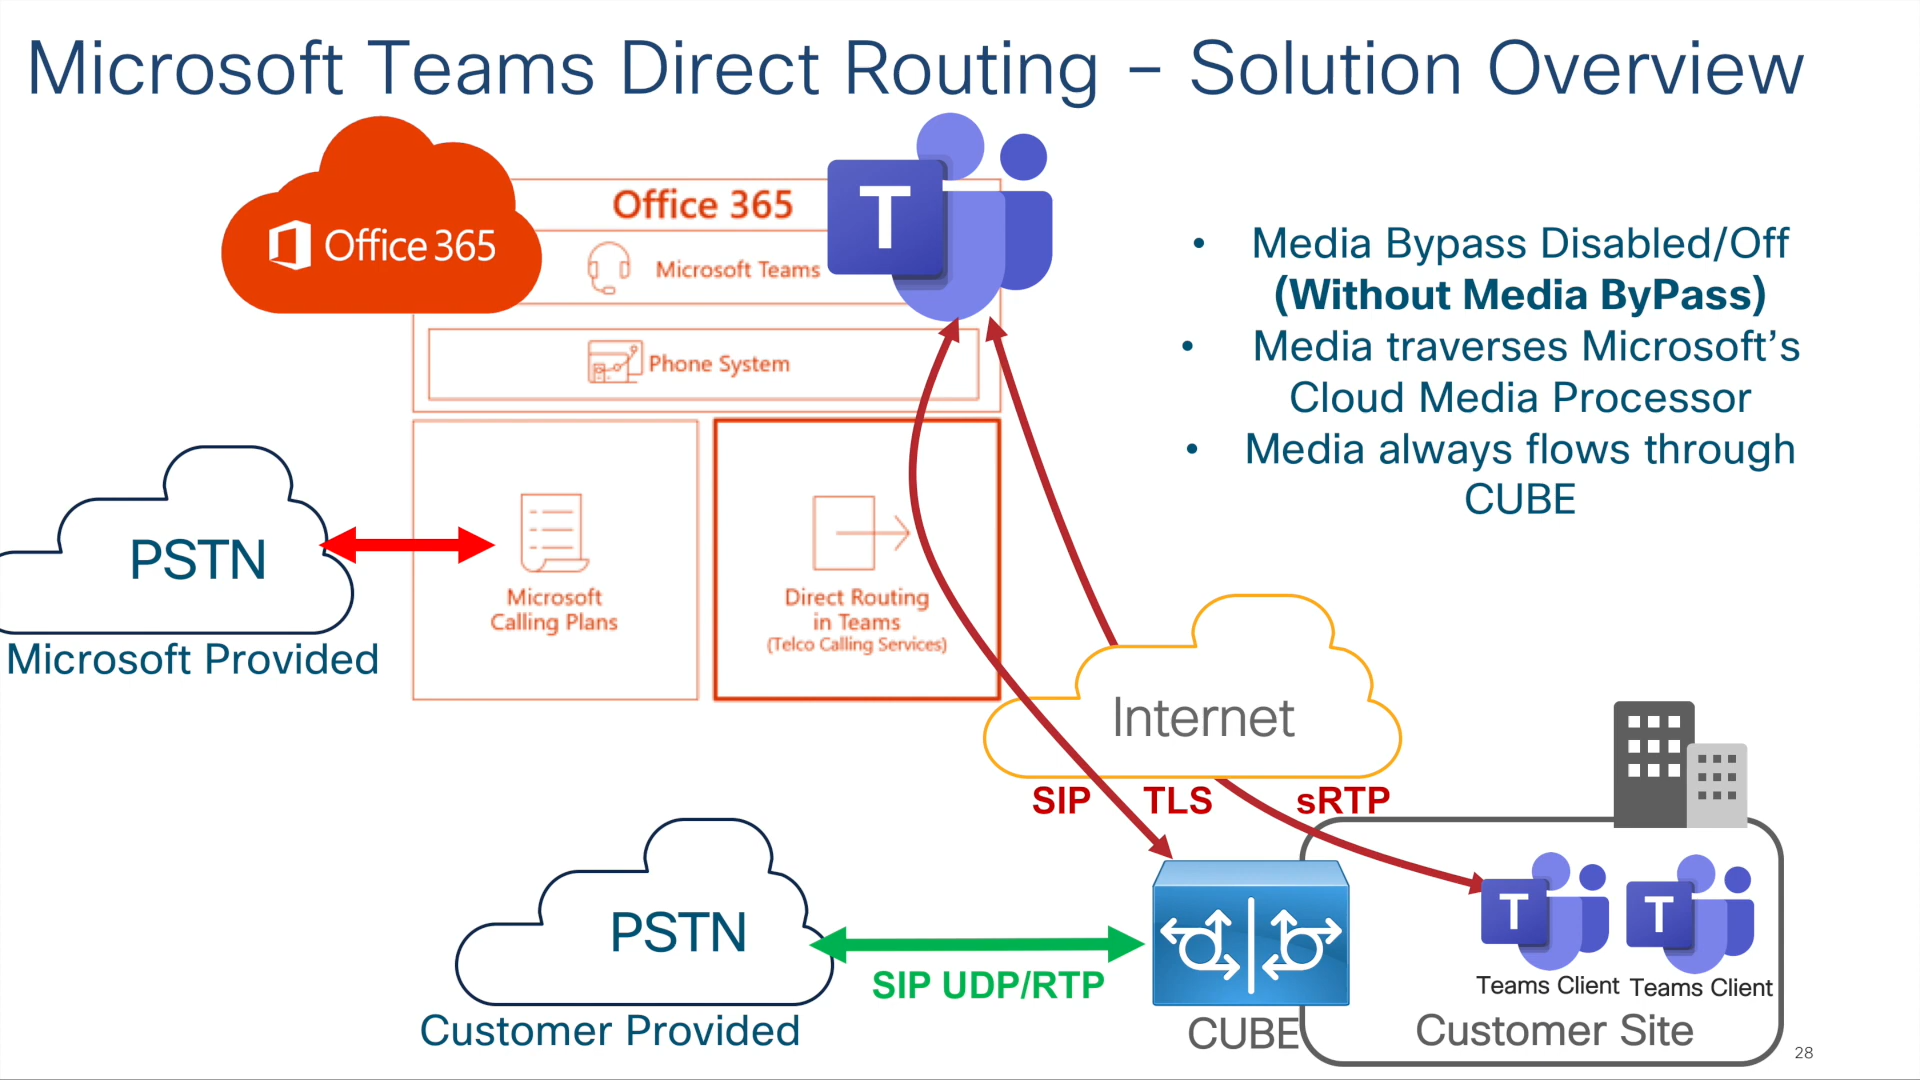 Microsoft Teams Direct Routing – Solution Overview
Office 365
Office 365
T
Microsoft Teams
Phone System
• Media Bypass Disabled/Off
(Without Media ByPass)
• Media traverses Microsoft’s
Cloud Media Processor
• Media always flows through
CUBE
PSTN
Microsoft Provided
Microsoft
Calling Plans
Direct Routing
in Teams
(Telco Calling Services)
Internet
SIP TLS sRTP
PSTN
Customer Provided
SIP UDP/RTP
CUBE
T
T
Teams Client
Teams Client
Customer Site
28